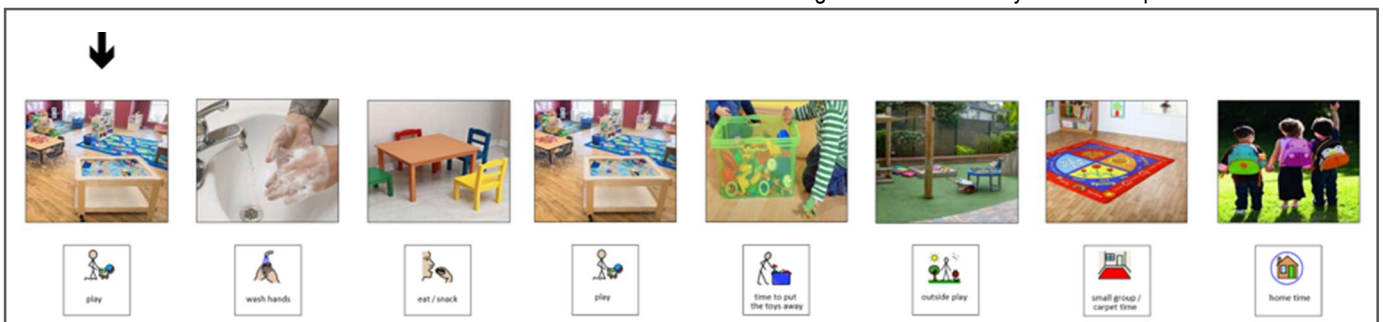 play
wash hands
eat / snack
play
time to put
the toys away
outside play
small group /
carpet time
home time